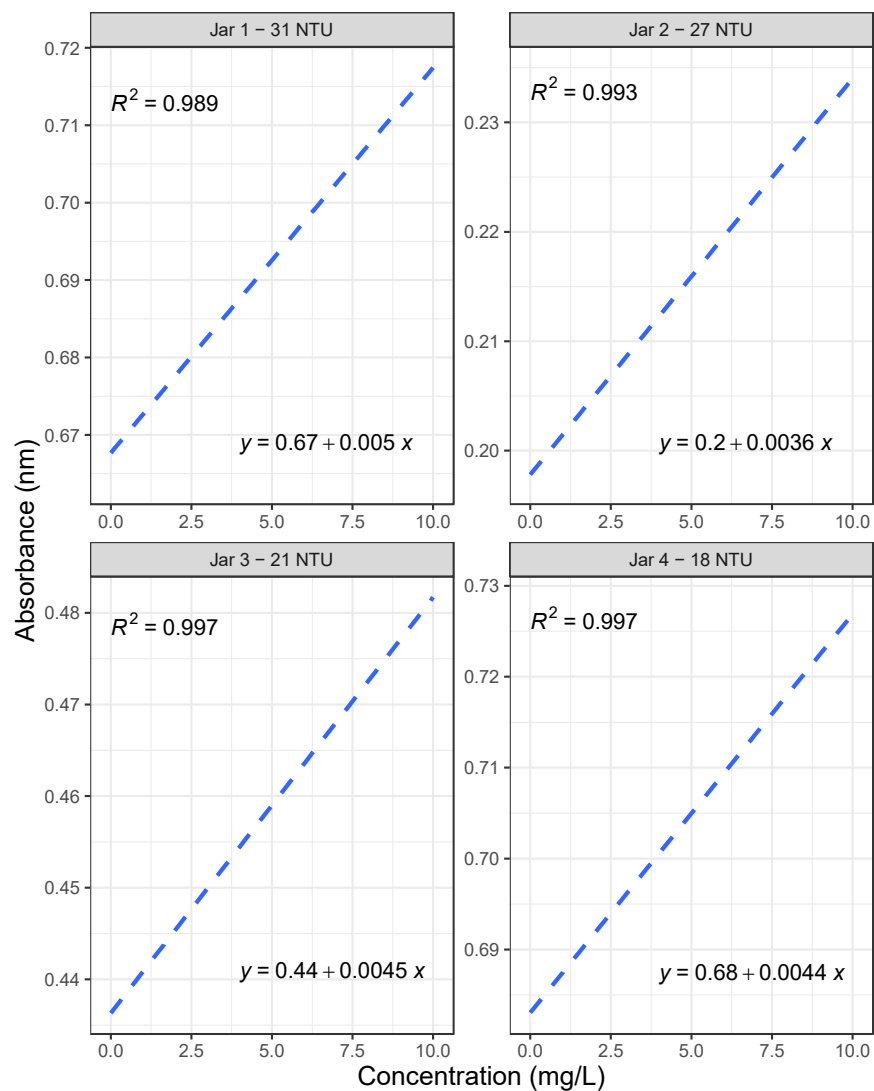 Jar 1 − 31 NTU
Jar 2 − 27 NTU
0.72
0.71
0.70
0.69
0.68
0.67
R² = 0.989
y = 0.67 + 0.005 x
0.23
0.22
0.21
0.20
R² = 0.993
y = 0.2 + 0.0036 x
0.0 2.5 5.0 7.5 10.0
0.0 2.5 5.0 7.5 10.0
Absorbance (nm)
Jar 3 − 21 NTU
Jar 4 − 18 NTU
0.48
0.47
0.46
0.45
0.44
R² = 0.997
y = 0.44 + 0.0045 x
0.73
0.72
0.71
0.70
0.69
R² = 0.997
y = 0.68 + 0.0044 x
0.0 2.5 5.0 7.5 10.0
0.0 2.5 5.0 7.5 10.0
Concentration (mg/L)